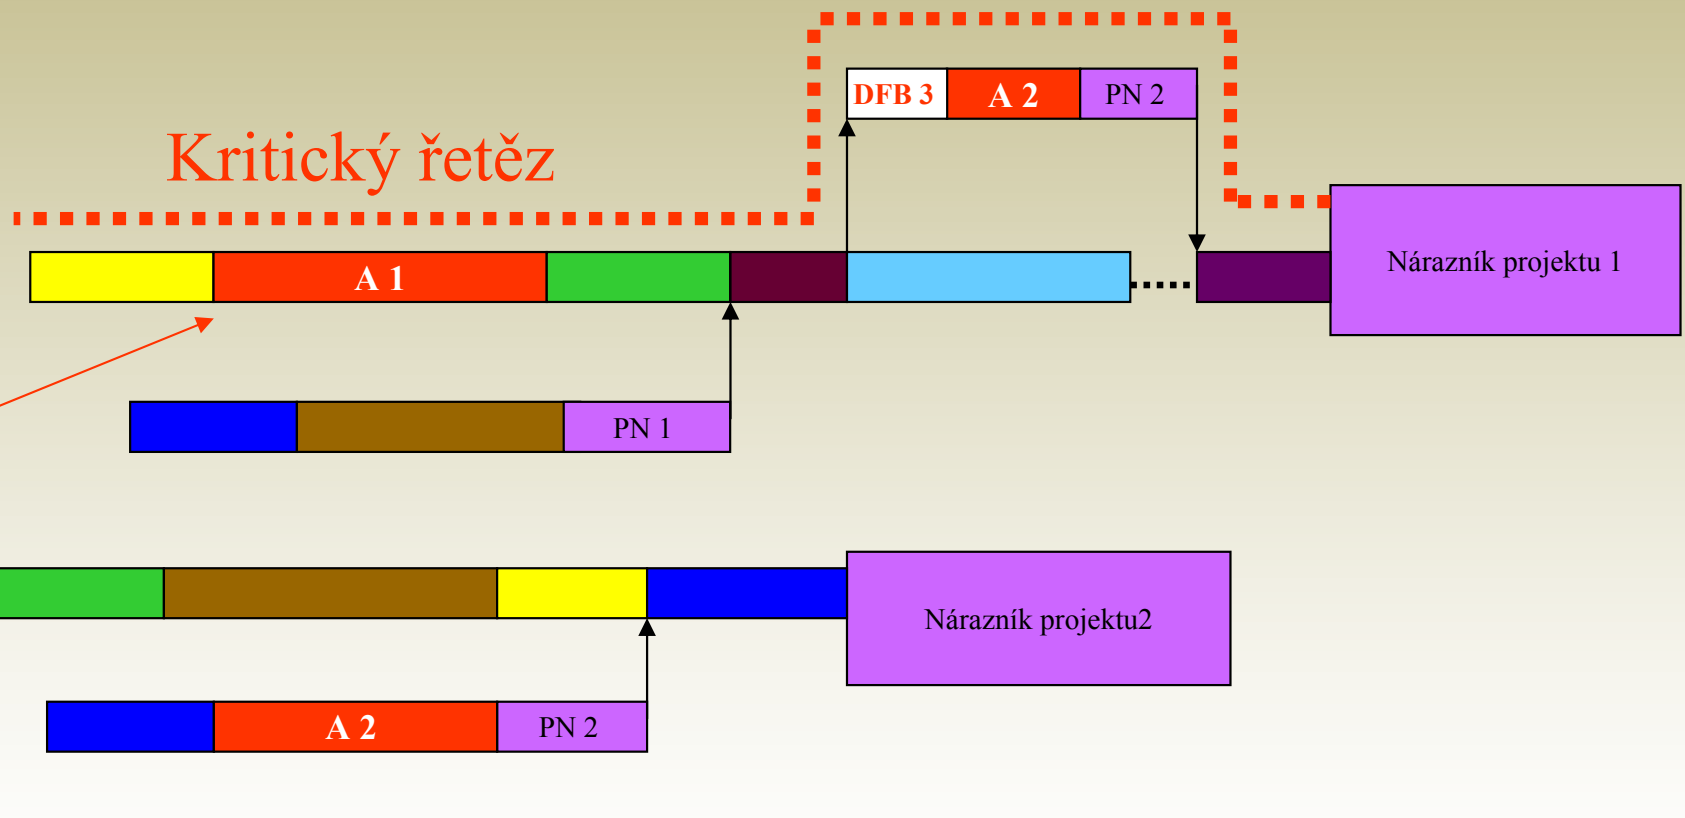 DFB 3 A 2 PN 2
Kritický řetěz
A 1
Nárazník projektu 1
PN 1
Nárazník projektu2
A 2 PN 2